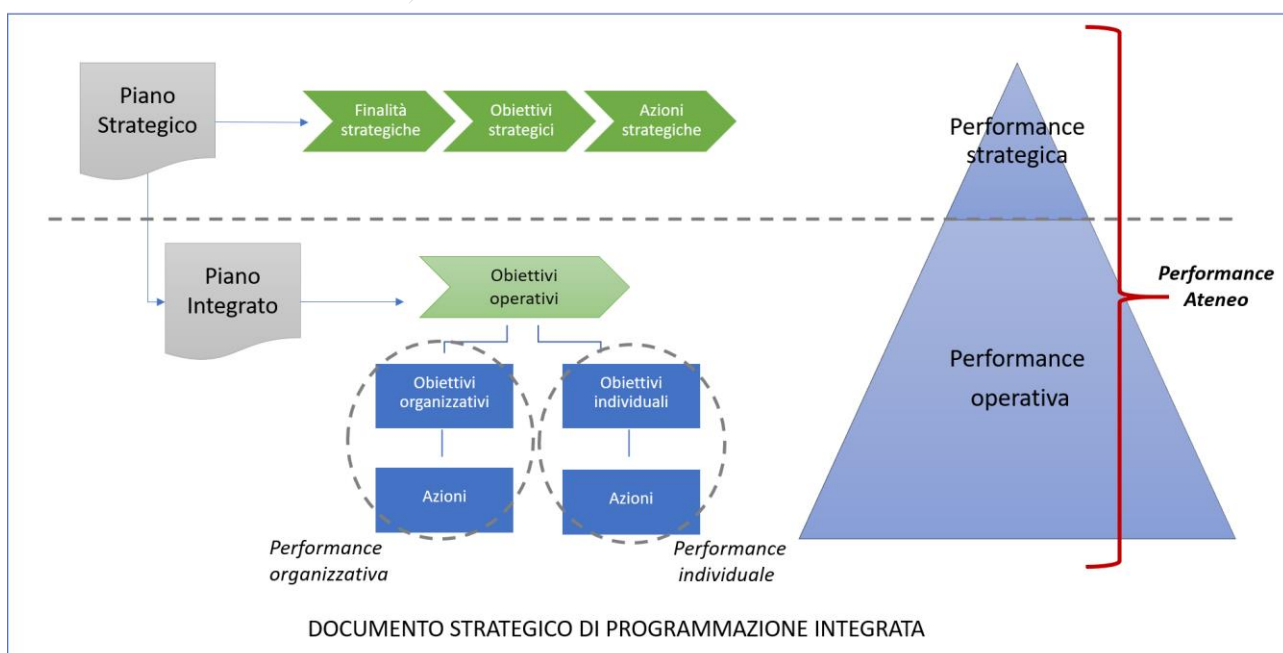 Piano
Strategico
Finalità
strategiche
Obiettivi
strategici
Azioni
strategiche
Performance
strategica
Piano
Integrato
Obiettivi
operativi
Performance
Ateneo
Obiettivi
organizzativi
Obiettivi
individuali
Performance
operativa
Azioni
Azioni
Performance
organizzativa
Performance
individuale
DOCUMENTO STRATEGICO DI PROGRAMMAZIONE INTEGRATA